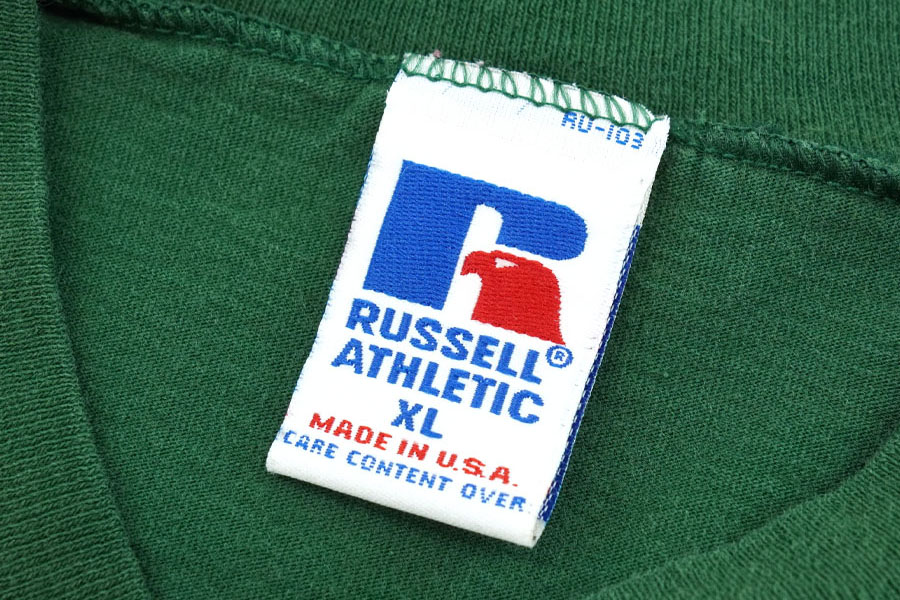 RU-103
R
RUSSELL®
ATHLETIC
XL
MADE IN U.S.A.
CARE CONTENT OVER